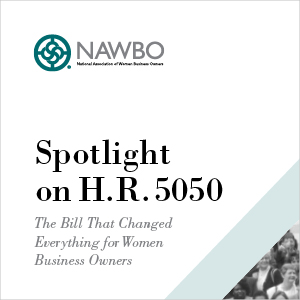 NAWBO
National Association of Women Business Owners
Spotlight
on H.R. 5050
The Bill That Changed
Everything for Women
Business Owners